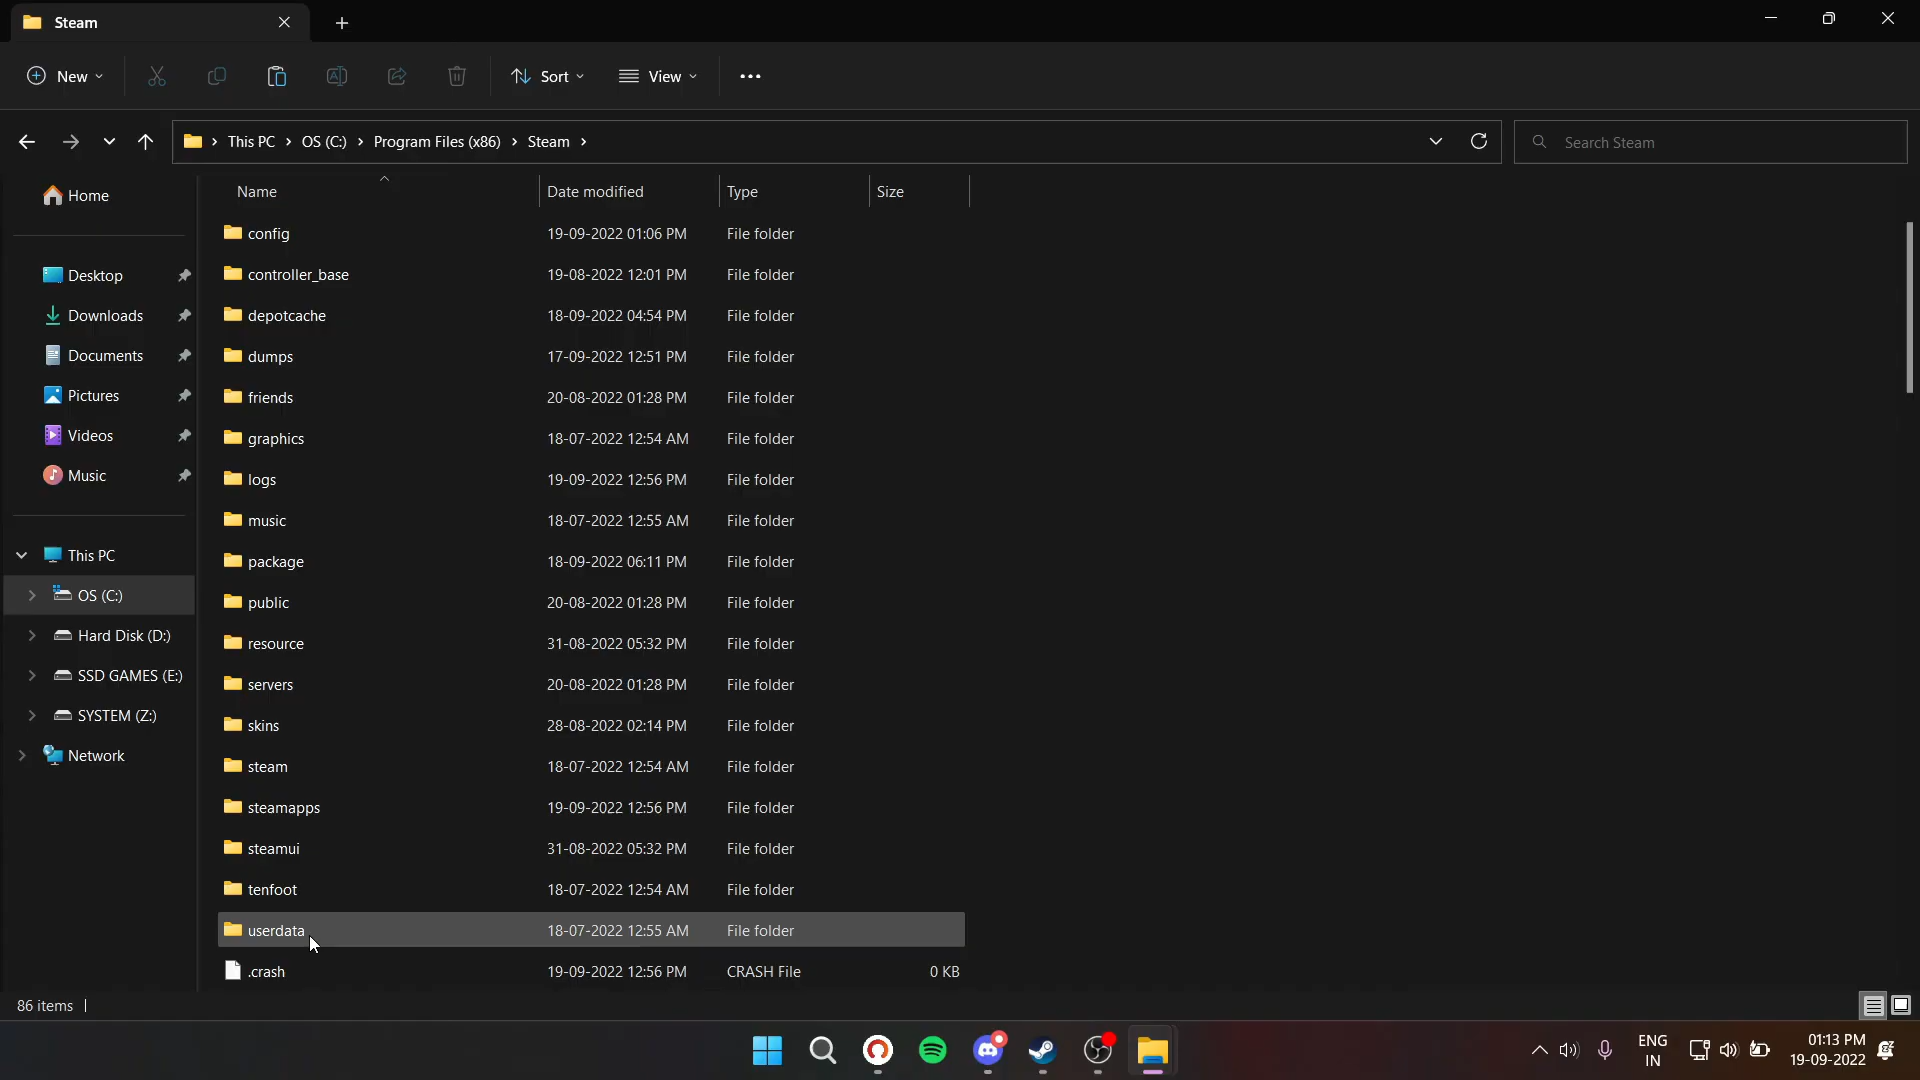 Steam
New
Sort
View
This PC > OS (C:) > Program Files (x86) > Steam >
Search Steam
Home
Desktop
Downloads
Documents
Pictures
Videos
Music
This PC
OS (C:)
Hard Disk (D:)
SSD GAMES (E:)
SYSTEM (Z:)
Network
Name Date modified Type Size
config 19-09-2022 01:06 PM File folder
controller_base 19-08-2022 12:01 PM File folder
depotcache 18-09-2022 04:54 PM File folder
dumps 17-09-2022 12:51 PM File folder
friends 20-08-2022 01:28 PM File folder
graphics 18-07-2022 12:54 AM File folder
logs 19-09-2022 12:56 PM File folder
music 18-07-2022 12:55 AM File folder
package 18-09-2022 06:11 PM File folder
public 20-08-2022 01:28 PM File folder
resource 31-08-2022 05:32 PM File folder
servers 20-08-2022 01:28 PM File folder
skins 28-08-2022 02:14 PM File folder
steam 18-07-2022 12:54 AM File folder
steamapps 19-09-2022 12:56 PM File folder
steamui 31-08-2022 05:32 PM File folder
tenfoot 18-07-2022 12:54 AM File folder
userdata 18-07-2022 12:55 AM File folder
.crash 19-09-2022 12:56 PM CRASH File 0 KB
86 items
ENG
IN
01:13 PM
19-09-2022